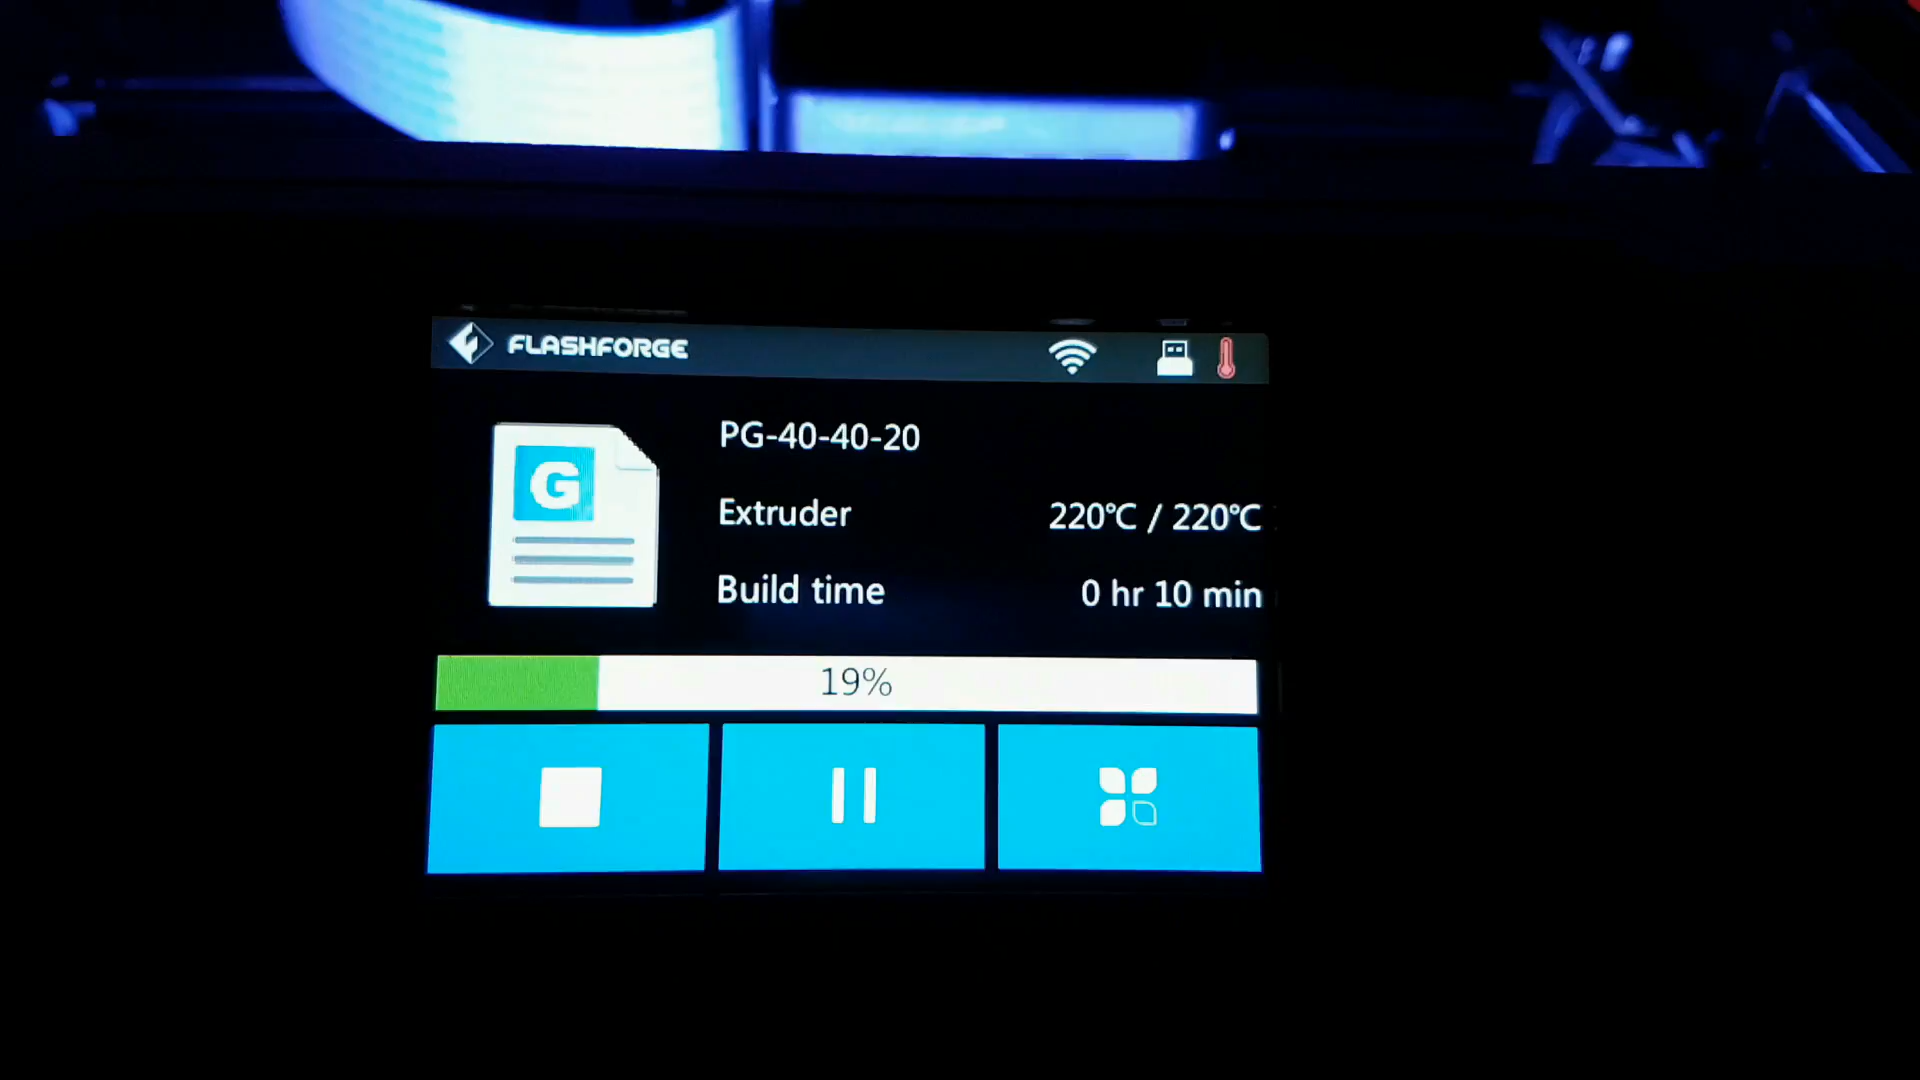 FLASHFORGE
PG-40-40-20
G
Extruder 220℃ / 220℃
Build time 0 hr 10 min
19%